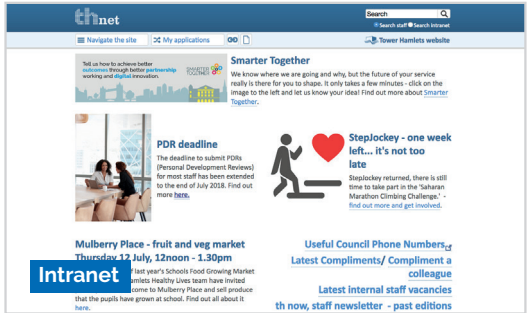 thnet
Search
Search staff Search Intranet
Navigate the site
My applications
Tower Hamlets website
Tell us how to achieve better
outcomes through better partnership
working and digital innovation.
SMARTER
TOGETHER
Smarter Together
We know where we are going and why, but the future of your service
really is there for you to shape. It only takes a few minutes - click on the
image to the left and let us know your idea! Find out more about Smarter
Together.
PDR deadline
The deadline to submit PDRs
(Personal Development Reviews)
for most staff has been extended
to the end of July 2018. Find out
more here.
StepJockey - one week
left... it's not too
late
StepJockey returned, there is still
time to take part in the 'Saharan
Marathon Climbing Challenge.' -
find out more and get involved.
Mulberry Place - fruit and veg market
Thursday 12 July, 12noon - 1.30pm
last year's Schools Food Growing Market
Healthy Lives team have invited
to Mulberry Place and sell produce
that the pupils have grown at school. Find out all about it
here.
Intranet
Useful Council Phone Numbers
Latest Compliments/ Compliment a
colleague
Latest internal staff vacancies
th now, staff newsletter - past editions